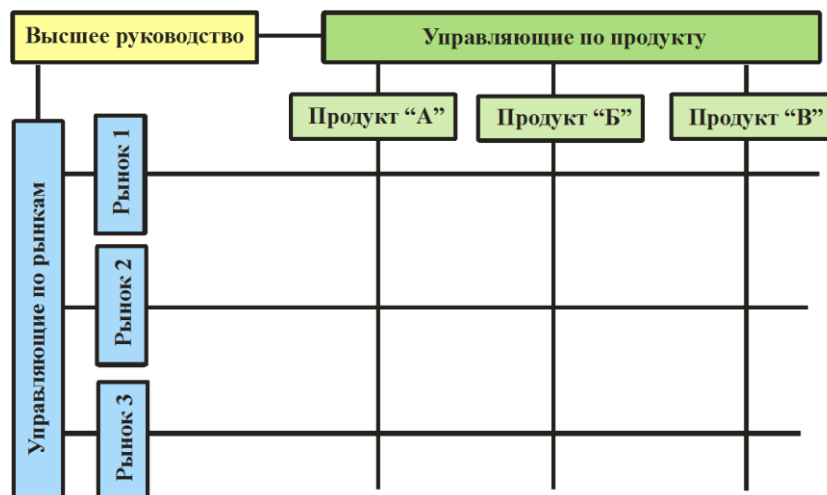 Высшее руководство
Управляющие по продукту
Продукт “А”
Продукт “Б”
Продукт “В”
Управляющие по рынкам
Рынок 1
Рынок 2
Рынок 3